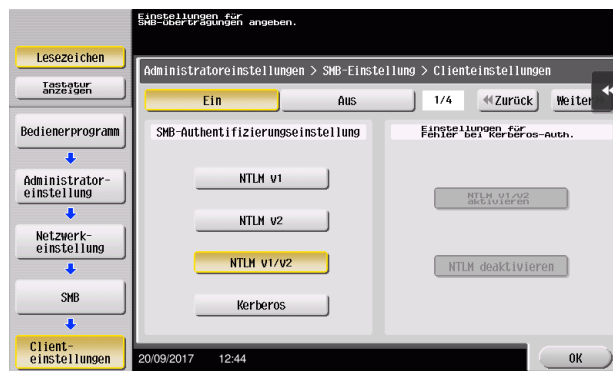 Einstellungen für
SMB-Übertragungen angeben.
Lesezeichen
Tastatur
anzeigen
Bedienerprogramm
Administrator-
einstellung
Netzwerk-
einstellung
SMB
Client-
einstellungen
Administratoreinstellungen > SMB-Einstellung > Clienteinstellungen
Ein
Aus
1/4
Zurück
Weiter
SMB-Authentifizierungseinstellung
NTLM v1
NTLM v2
NTLM v1/v2
Kerberos
Einstellungen für
Fehler bei Kerberos-Auth.
NTLM v1/v2
aktivieren
NTLM deaktivieren
20/09/2017 12:44
OK